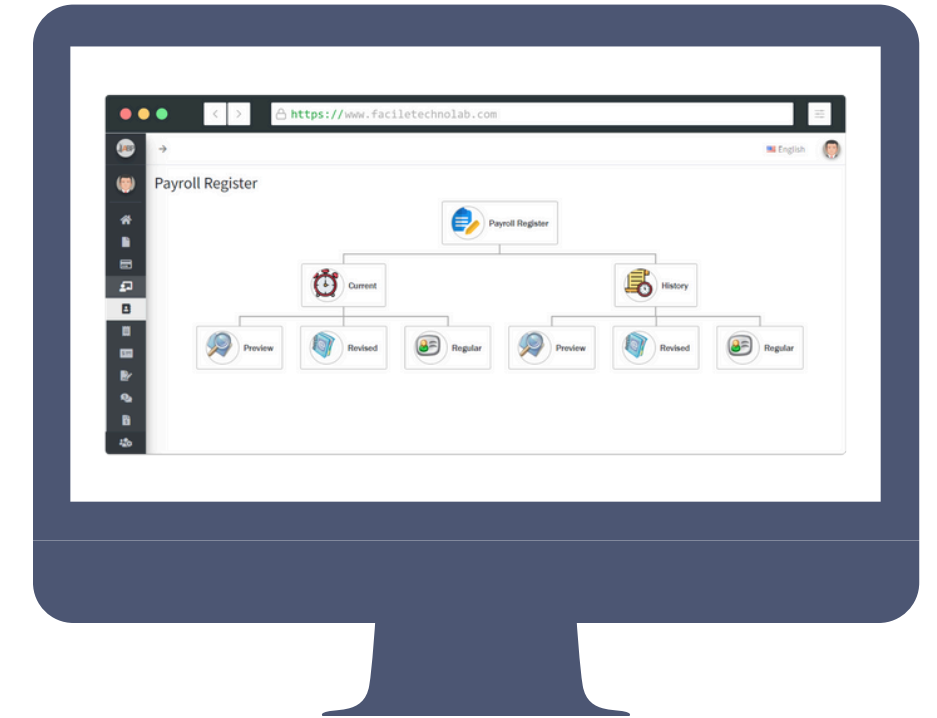 https://www.faciletechnolab.com
English
Payroll Register
Payroll Register
Current
History
Preview
Revised
Regular
Preview
Revised
Regular